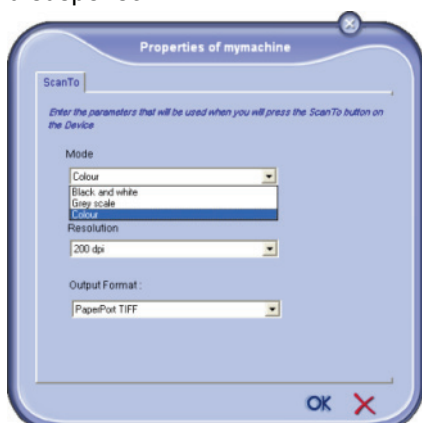 Properties of mymachine
ScanTo
Enter the parameters that will be used when you will press the ScanTo button on
the Device
Mode
Colour
Black and white
Grey scale
Colour
Resolution
200 dpi
Output Format :
PaperPort TIFF
OK